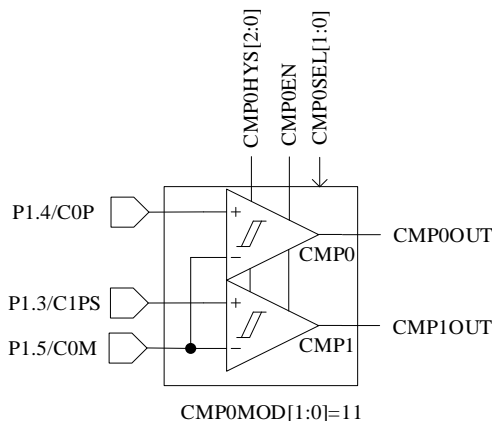 CMP0HYS[2:0]
CMP0EN
CMP0SEL[1:0]
P1.4/C0P
+
−
CMP0
CMP0OUT
P1.3/C1PS
+
P1.5/C0M
−
CMP1
CMP1OUT
CMP0MOD[1:0]=11